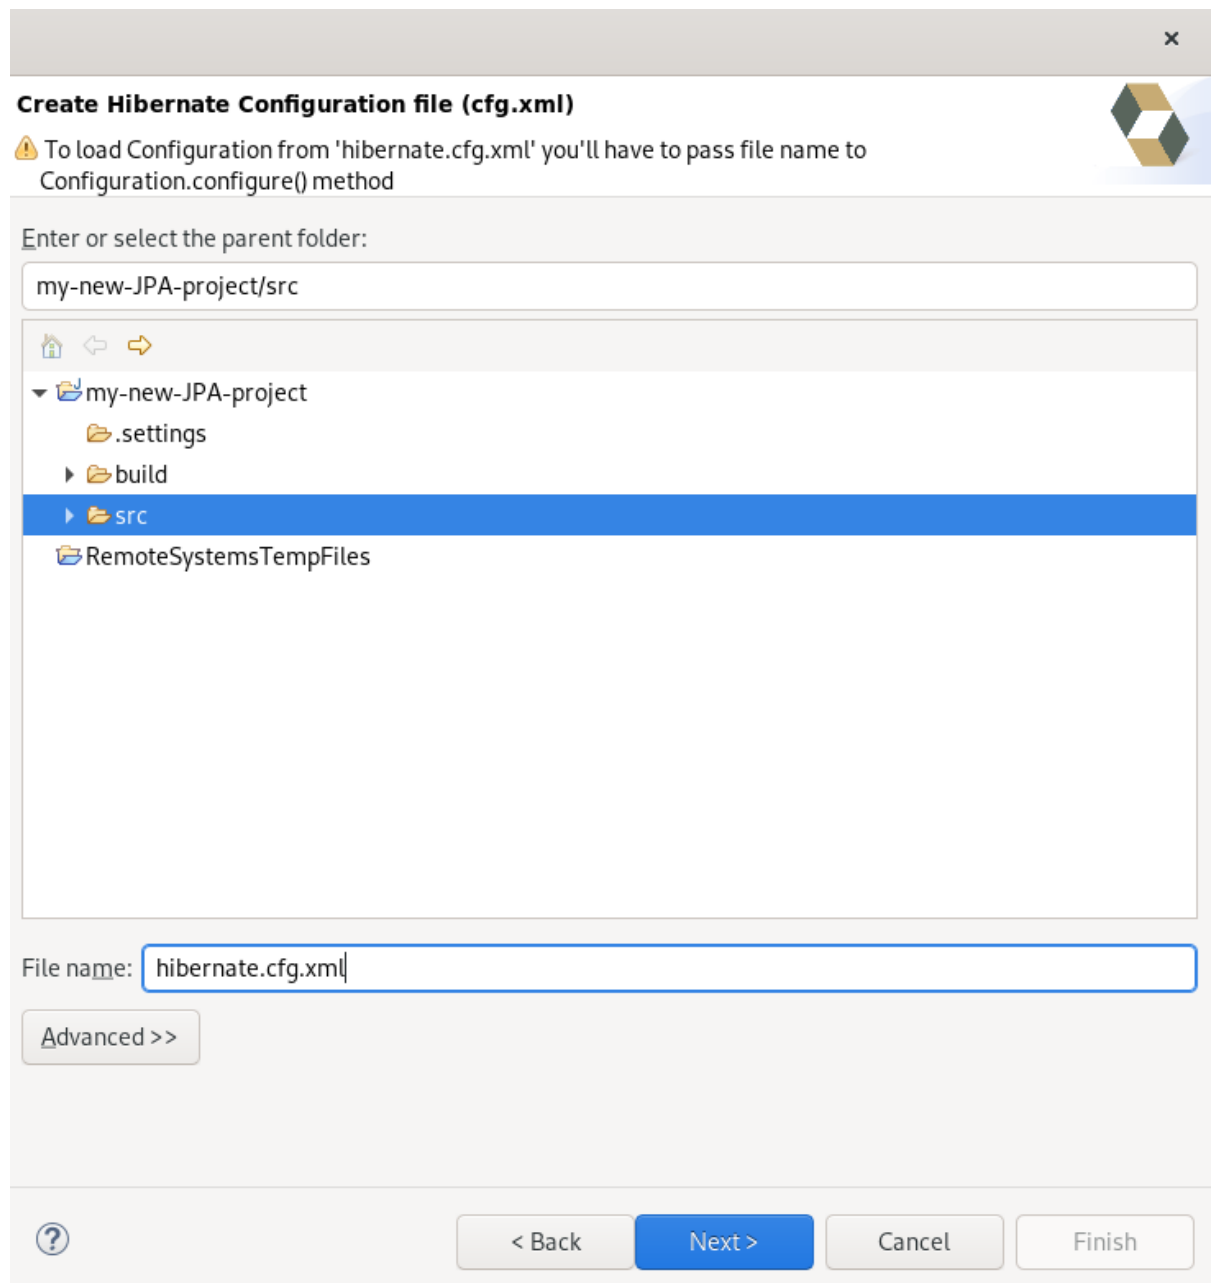 Create Hibernate Configuration file (cfg.xml)
To load Configuration from 'hibernate.cfg.xml' you'll have to pass file name to
Configuration.configure() method
Enter or select the parent folder:
my-new-JPA-project/src
my-new-JPA-project
.settings
build
src
RemoteSystemsTempFiles
File name: hibernate.cfg.xml
Advanced >>
< Back Next > Cancel Finish